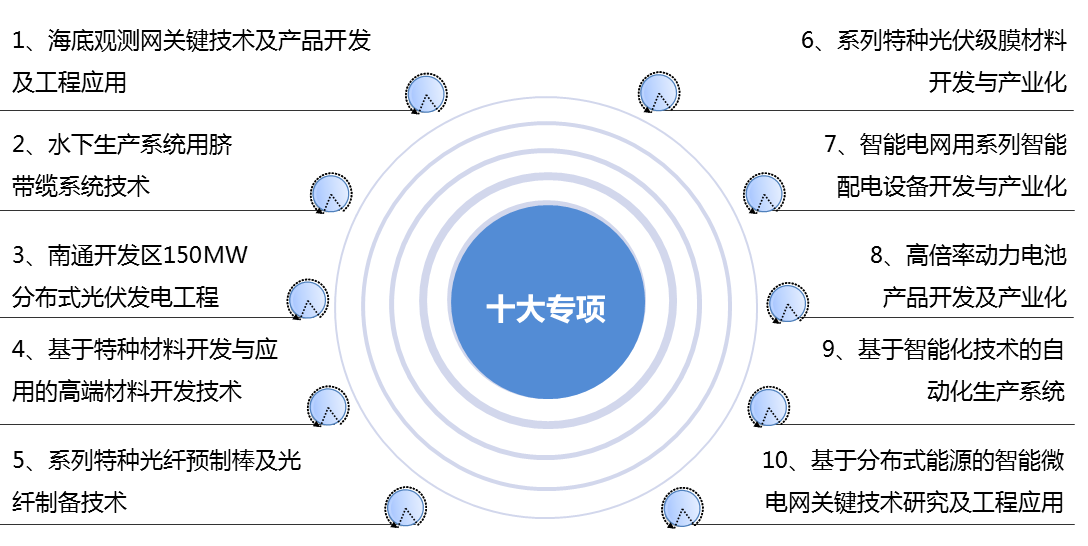 1、海底观测网关键技术及产品开发
及工程应用
2、水下生产系统用脐
带缆系统技术
3、南通开发区150MW
分布式光伏发电工程
4、基于特种材料开发与应
用的高端材料开发技术
5、系列特种光纤预制棒及光
纤制备技术
十大专项
6、系列特种光伏级膜材料
开发与产业化
7、智能电网用系列智能
配电设备开发与产业化
8、高倍率动力电池
产品开发及产业化
9、基于智能化技术的自
动化生产系统
10、基于分布式能源的智能微
电网关键技术研究及工程应用